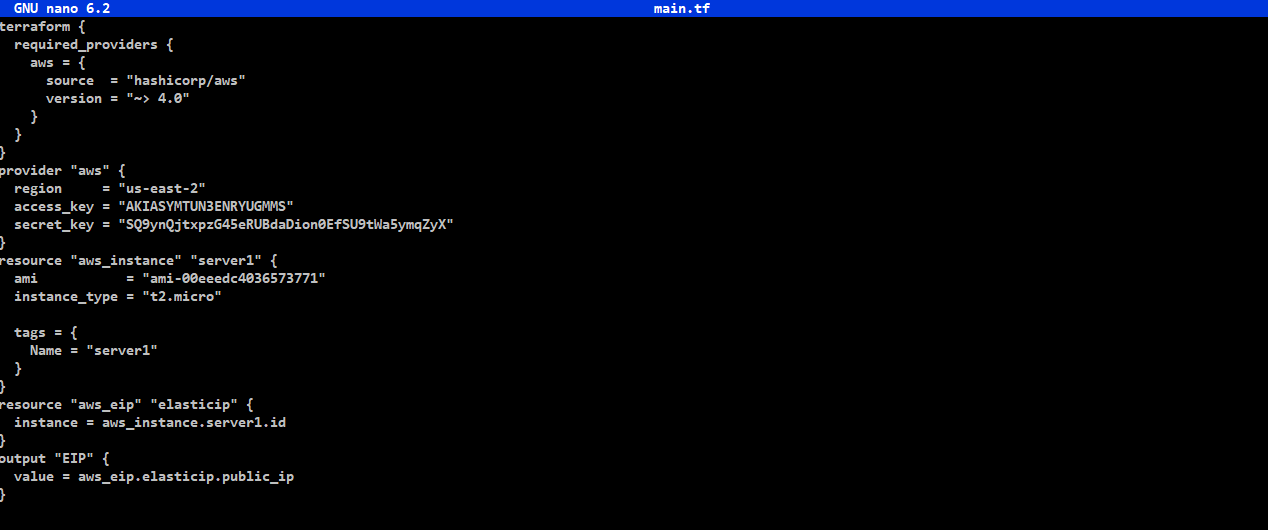 GNU nano 6.2 main.tf
terraform {
  required_providers {
    aws = {
      source  = "hashicorp/aws"
      version = "~> 4.0"
    }
  }
}
provider "aws" {
  region     = "us-east-2"
  access_key = "AKIASYMTUN3ENRYUGMMS"
  secret_key = "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"
}
resource "aws_instance" "server1" {
  ami           = "ami-00eeedc4036573771"
  instance_type = "t2.micro"

  tags = {
    Name = "server1"
  }
}
resource "aws_eip" "elasticip" {
  instance = aws_instance.server1.id
}
output "EIP" {
  value = aws_eip.elasticip.public_ip
}